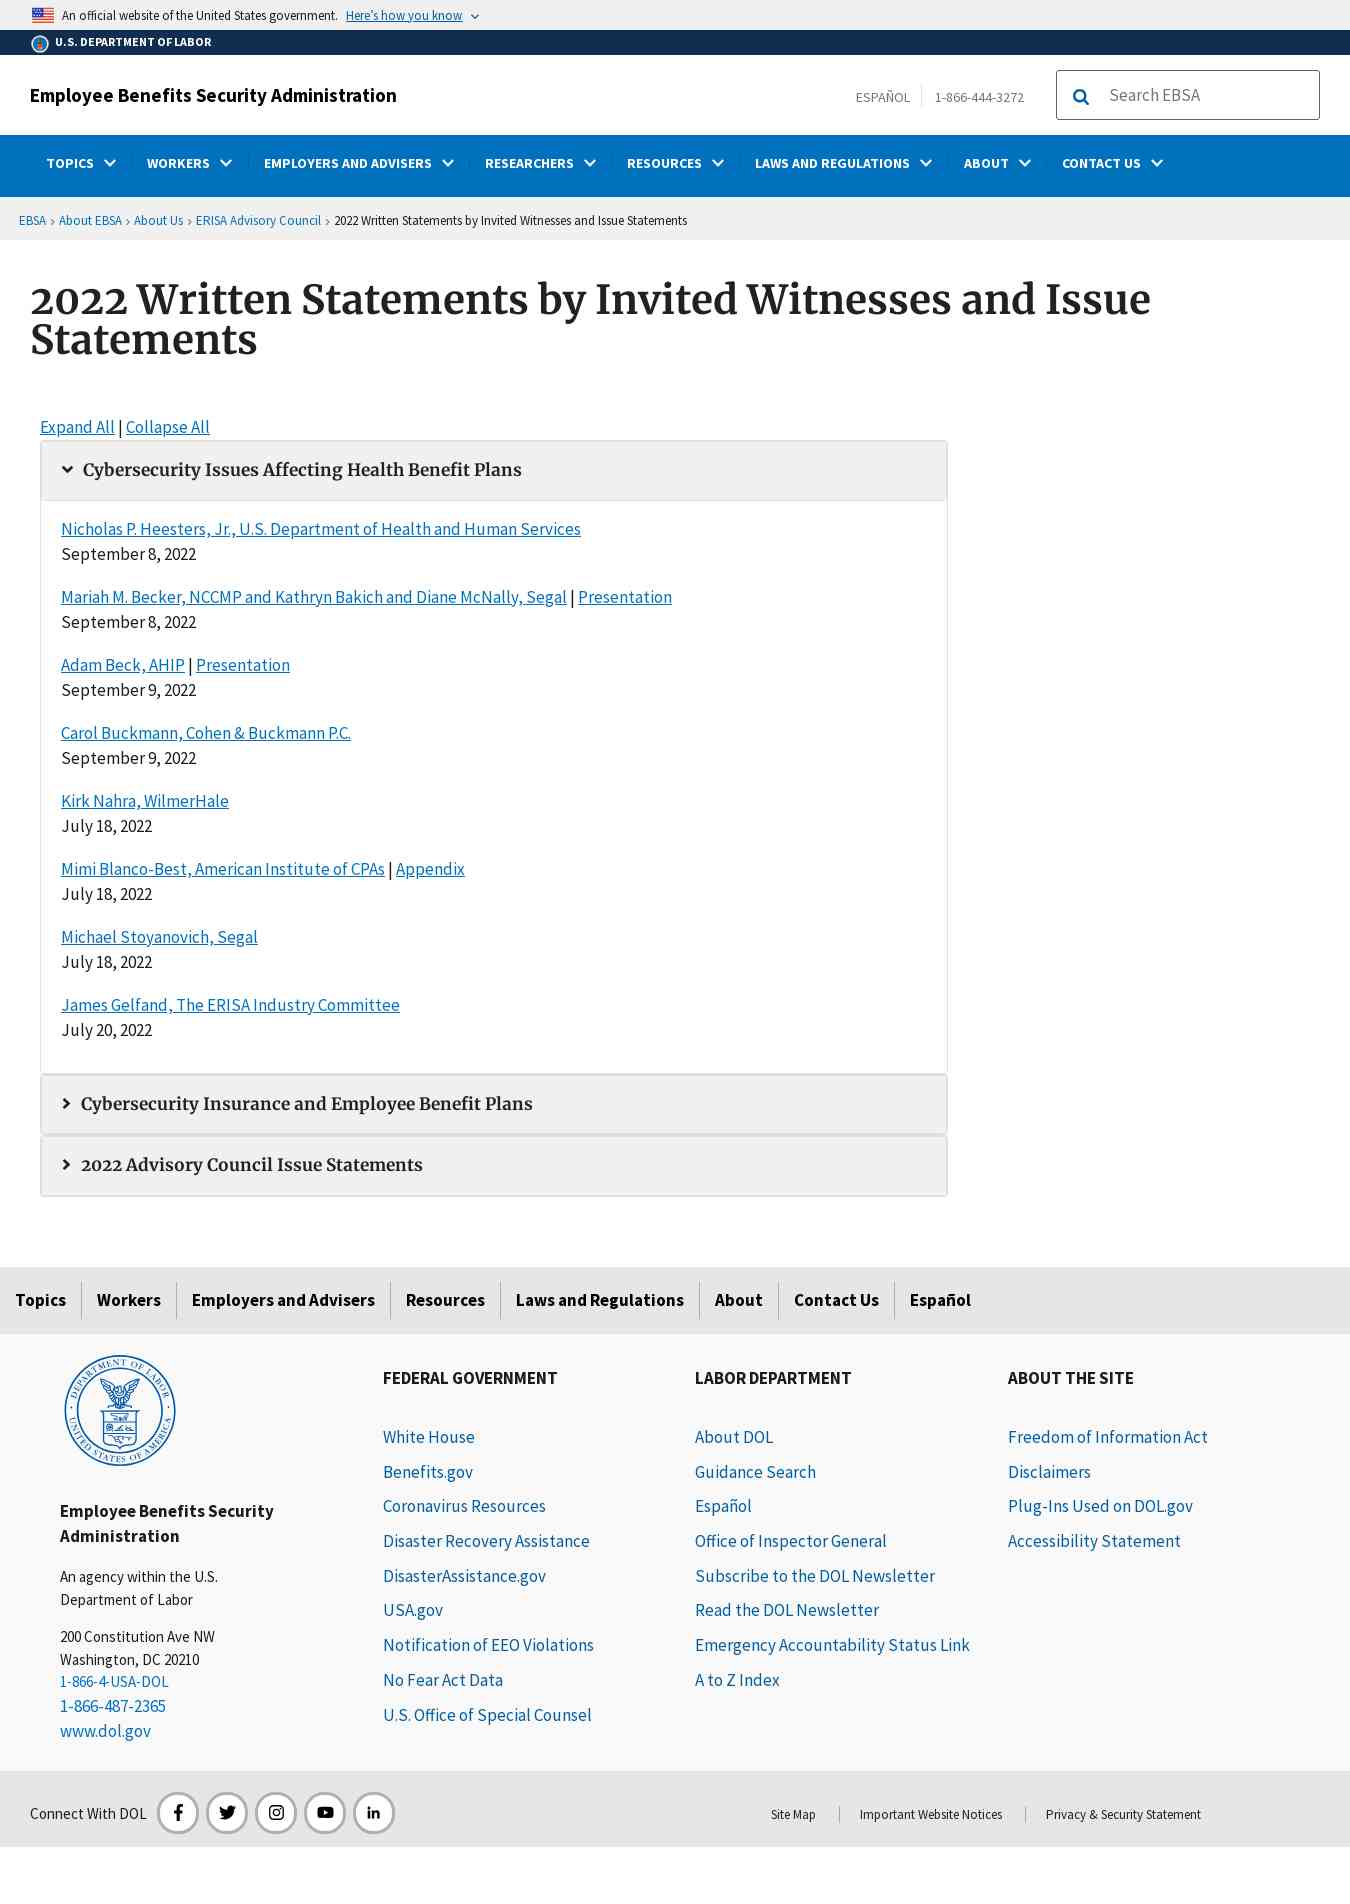 An official website of the United States government. Here's how you know
U.S. DEPARTMENT OF LABOR
Employee Benefits Security Administration
ESPAÑOL
1-866-444-3272
Search EBSA
TOPICS WORKERS EMPLOYERS AND ADVISERS RESEARCHERS RESOURCES LAWS AND REGULATIONS ABOUT CONTACT US
EBSA › About EBSA › About Us › ERISA Advisory Council › 2022 Written Statements by Invited Witnesses and Issue Statements
2022 Written Statements by Invited Witnesses and Issue
Statements
Expand All | Collapse All
Cybersecurity Issues Affecting Health Benefit Plans
Nicholas P. Heesters, Jr., U.S. Department of Health and Human Services
September 8, 2022
Mariah M. Becker, NCCMP and Kathryn Bakich and Diane McNally, Segal | Presentation
September 8, 2022
Adam Beck, AHIP | Presentation
September 9, 2022
Carol Buckmann, Cohen & Buckmann P.C.
September 9, 2022
Kirk Nahra, WilmerHale
July 18, 2022
Mimi Blanco-Best, American Institute of CPAs | Appendix
July 18, 2022
Michael Stoyanovich, Segal
July 18, 2022
James Gelfand, The ERISA Industry Committee
July 20, 2022
Cybersecurity Insurance and Employee Benefit Plans
2022 Advisory Council Issue Statements
Topics Workers Employers and Advisers Resources Laws and Regulations About Contact Us Español
DEPARTMENT OF LABOR
UNITED STATES OF AMERICA
Employee Benefits Security
Administration
An agency within the U.S.
Department of Labor
200 Constitution Ave NW
Washington, DC 20210
1-866-4-USA-DOL
1-866-487-2365
www.dol.gov
FEDERAL GOVERNMENT
White House
Benefits.gov
Coronavirus Resources
Disaster Recovery Assistance
DisasterAssistance.gov
USA.gov
Notification of EEO Violations
No Fear Act Data
U.S. Office of Special Counsel
LABOR DEPARTMENT
About DOL
Guidance Search
Español
Office of Inspector General
Subscribe to the DOL Newsletter
Read the DOL Newsletter
Emergency Accountability Status Link
A to Z Index
ABOUT THE SITE
Freedom of Information Act
Disclaimers
Plug-Ins Used on DOL.gov
Accessibility Statement
Connect With DOL
Site Map
Important Website Notices
Privacy & Security Statement